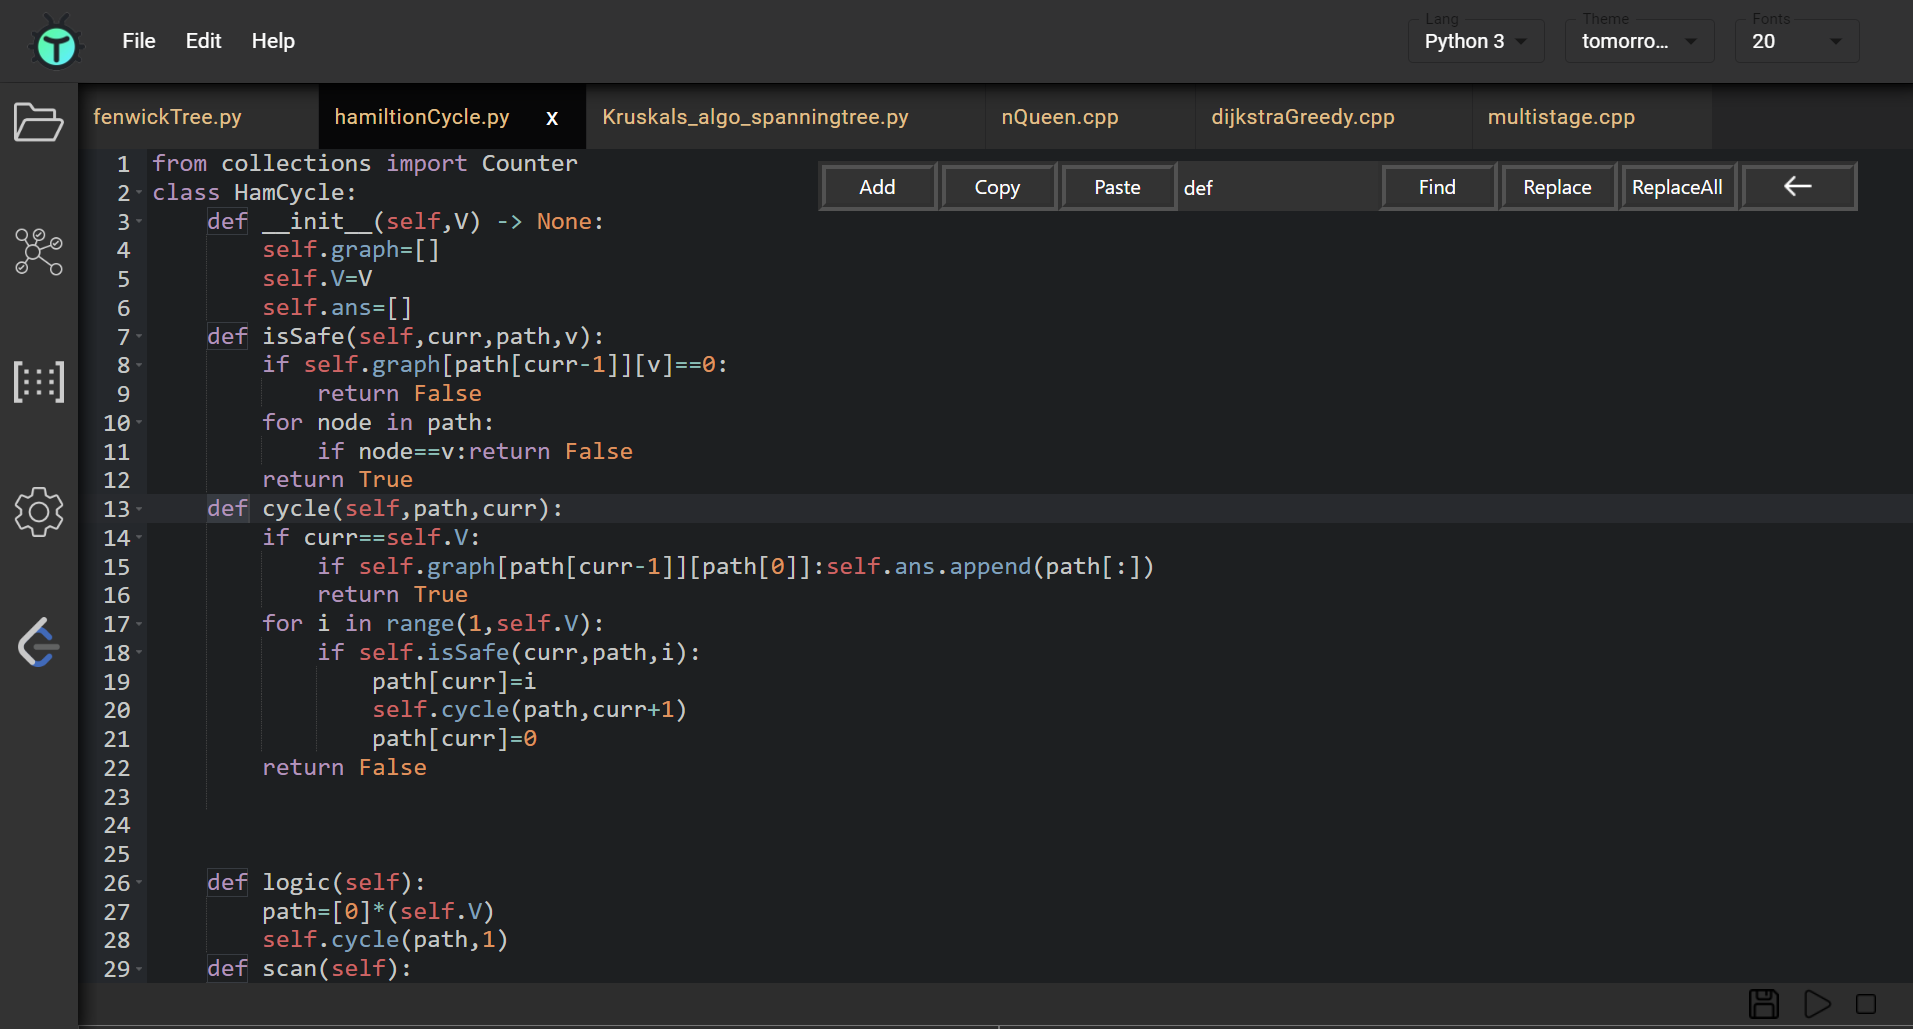 File Edit Help
Lang
Python 3
Theme
tomorro...
Fonts
20
fenwickTree.py hamiltionCycle.py x Kruskals_algo_spanningtree.py nQueen.cpp dijkstraGreedy.cpp multistage.cpp
Add Copy Paste def Find Replace ReplaceAll
1 from collections import Counter
2 class HamCycle:
3     def __init__(self,V) -> None:
4         self.graph=[]
5         self.V=V
6         self.ans=[]
7     def isSafe(self,curr,path,v):
8         if self.graph[path[curr-1]][v]==0:
9             return False
10         for node in path:
11             if node==v:return False
12         return True
13     def cycle(self,path,curr):
14         if curr==self.V:
15             if self.graph[path[curr-1]][path[0]]:self.ans.append(path[:])
16             return True
17         for i in range(1,self.V):
18             if self.isSafe(curr,path,i):
19                 path[curr]=i
20                 self.cycle(path,curr+1)
21                 path[curr]=0
22         return False
23
24
25
26     def logic(self):
27         path=[0]*(self.V)
28         self.cycle(path,1)
29     def scan(self):